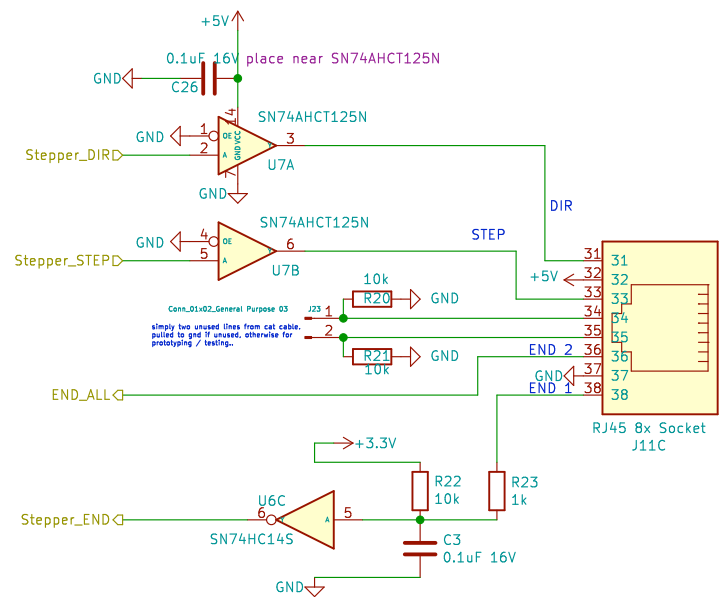 +5V
0.1uF 16V
place near SN74AHCT125N
GND
C26
14
SN74AHCT125N
GND
1
OE
VCC
3
Stepper_DIR
2
A
GND
Y
7
U7A
GND
DIR
SN74AHCT125N
STEP
GND
4
OE
6
Y
Stepper_STEP
5
A
U7B
31
31
+5V
32
32
33
33
34
34
35
35
36
36
37
37
38
38
10k
R20
GND
Conn_01x02_General Purpose 03
J23
1
2
simply two unused lines from cat cable.
pulled to gnd if unused, otherwise for
prototyping / testing..
R21
GND
10k
END 2
GND
END 1
END_ALL
RJ45 8x Socket
J11C
+3.3V
R22
10k
R23
1k
U6C
Stepper_END
6
Y
A
5
SN74HC14S
C3
0.1uF 16V
GND